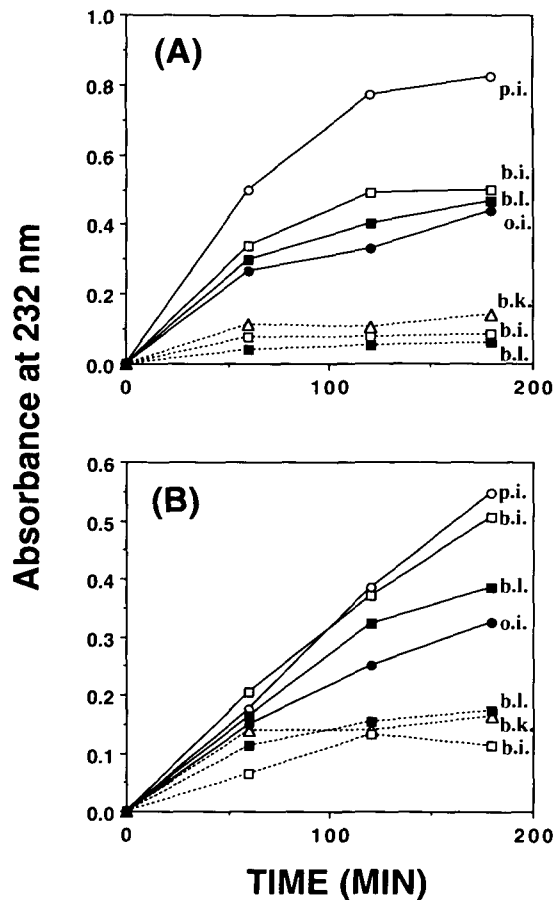 Absorbance at 232 nm
(A)
1.0
0.8
0.6
0.4
0.2
0.0
p.i.
b.i.
b.l.
o.i.
b.k.
b.i.
b.l.
0
100
200
(B)
0.6
0.5
0.4
0.3
0.2
0.1
0.0
p.i.
b.i.
b.l.
o.i.
b.l.
b.k.
b.i.
0
100
200
TIME (MIN)